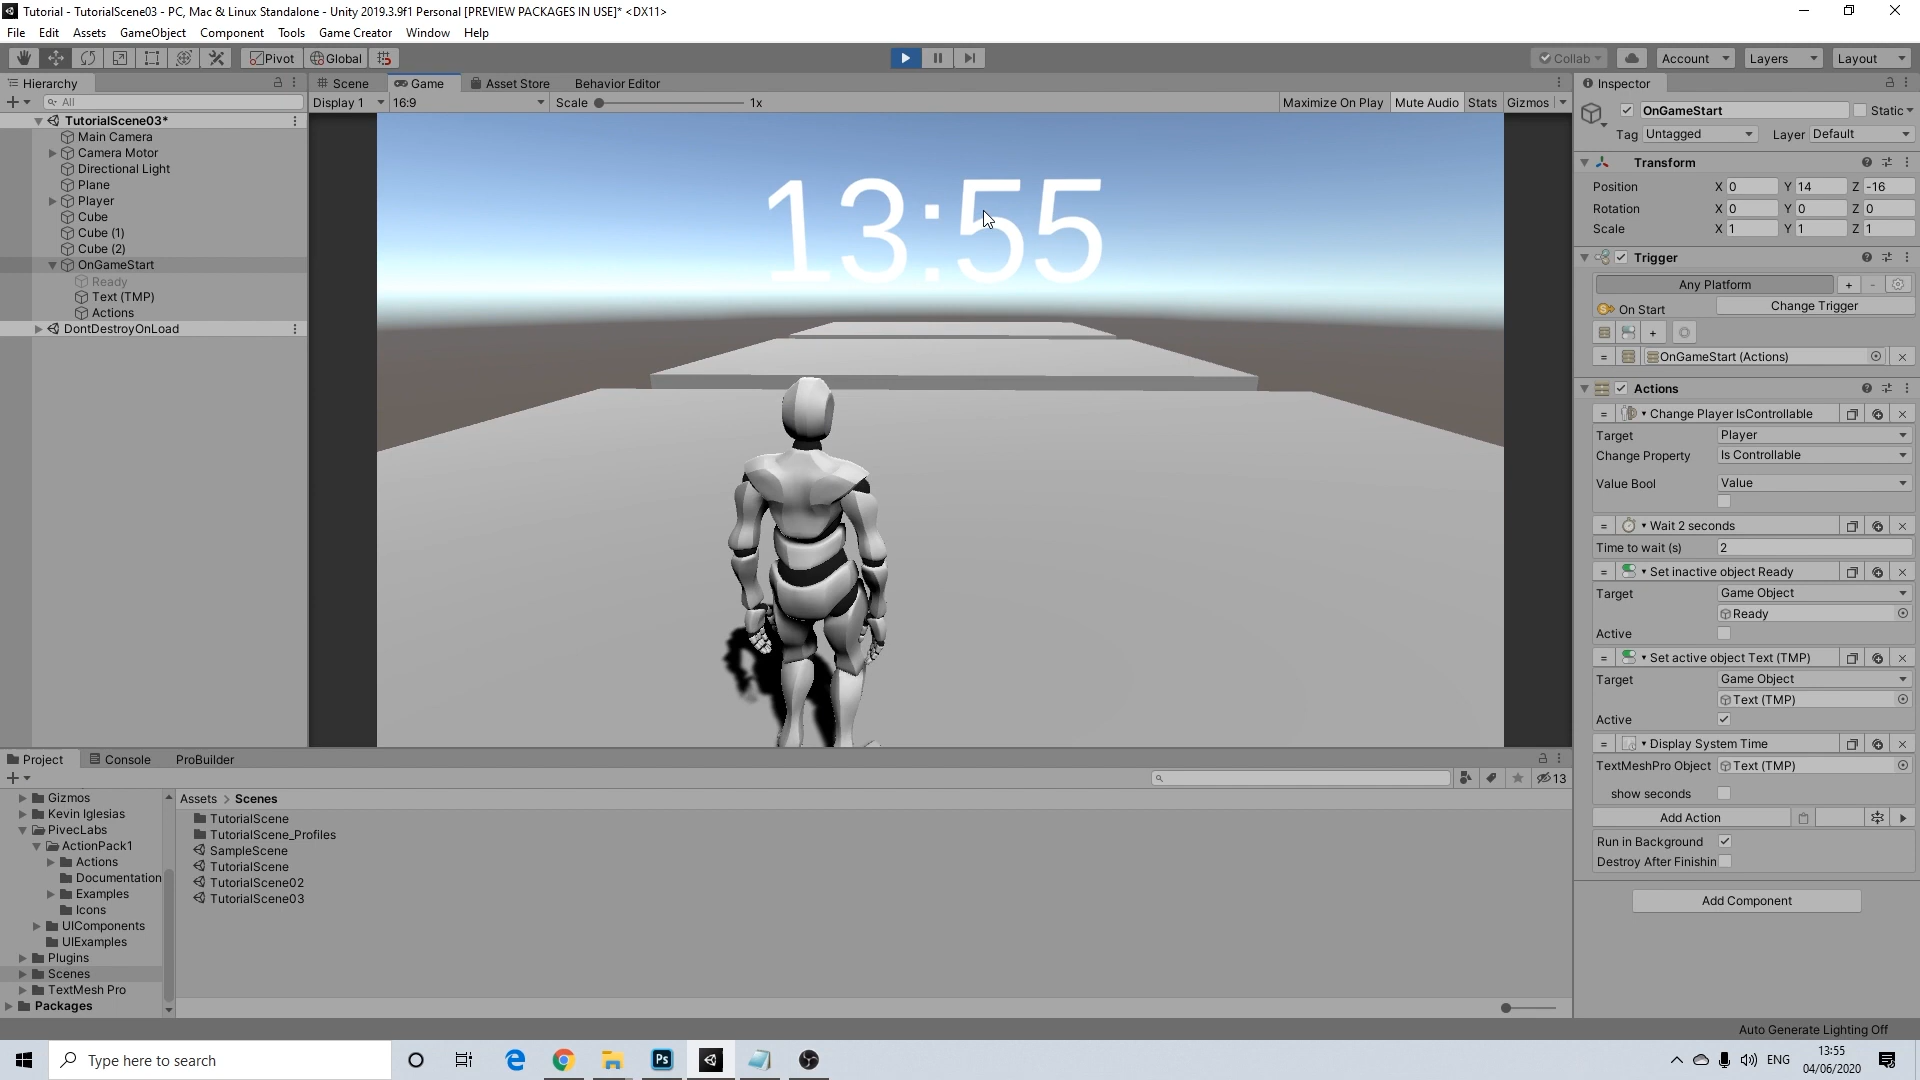 Tutorial - TutorialScene03 - PC, Mac & Linux Standalone - Unity 2019.3.9f1 Personal [PREVIEW PACKAGES IN USE]* <DX11>
File Edit Assets GameObject Component Tools Game Creator Window Help
Pivot Global Collab Account Layers Layout
Hierarchy
All
TutorialScene03*
Main Camera
Camera Motor
Directional Light
Plane
Player
Cube
Cube (1)
Cube (2)
OnGameStart
Ready
Text (TMP)
Actions
DontDestroyOnLoad
Scene Game Asset Store Behavior Editor
Display 1 16:9 Scale 1x Maximize On Play Mute Audio Stats Gizmos
13:55
Inspector
OnGameStart Static
Tag Untagged Layer Default
Transform
Position X 0 Y 14 Z -16
Rotation X 0 Y 0 Z 0
Scale X 1 Y 1 Z 1
Trigger
Any Platform + -
On Start Change Trigger
+
= OnGameStart (Actions)
Actions
= Change Player IsControllable
Target Player
Change Property Is Controllable
Value Bool Value
= Wait 2 seconds
Time to wait (s) 2
= Set inactive object Ready
Target Game Object
Ready
Active
= Set active object Text (TMP)
Target Game Object
Text (TMP)
Active
= Display System Time
TextMeshPro Object Text (TMP)
show seconds
Add Action
Run in Background
Destroy After Finishin
Add Component
Project Console ProBuilder
13
Gizmos
Kevin Iglesias
PivecLabs
ActionPack1
Actions
Documentation
Examples
Icons
UIComponents
UIExamples
Plugins
Scenes
TextMesh Pro
Packages
Assets > Scenes
TutorialScene
TutorialScene_Profiles
SampleScene
TutorialScene
TutorialScene02
TutorialScene03
Auto Generate Lighting Off
Type here to search
Ps
ENG
13:55
04/06/2020